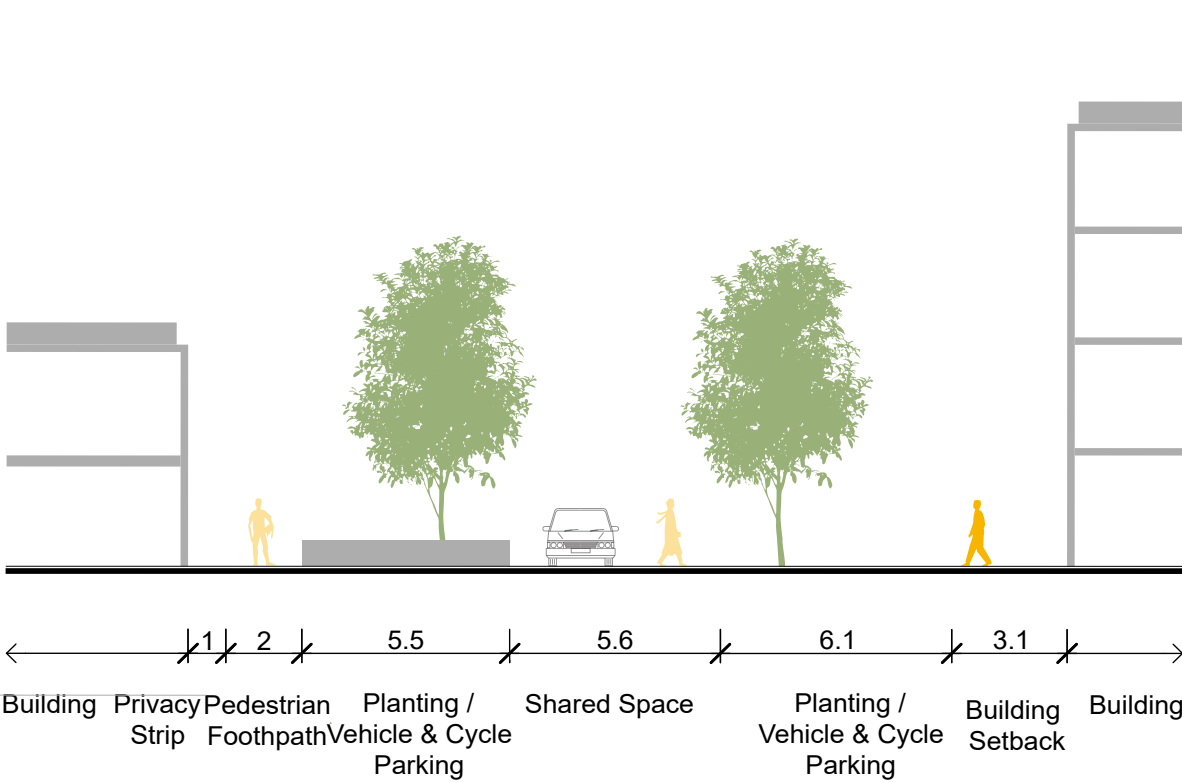 1 2 5.5 5.6 6.1 3.1
Building Privacy Pedestrian Planting / Shared Space Planting / Building Building
Strip Foothpath Vehicle & Cycle Vehicle & Cycle Setback
Parking Parking